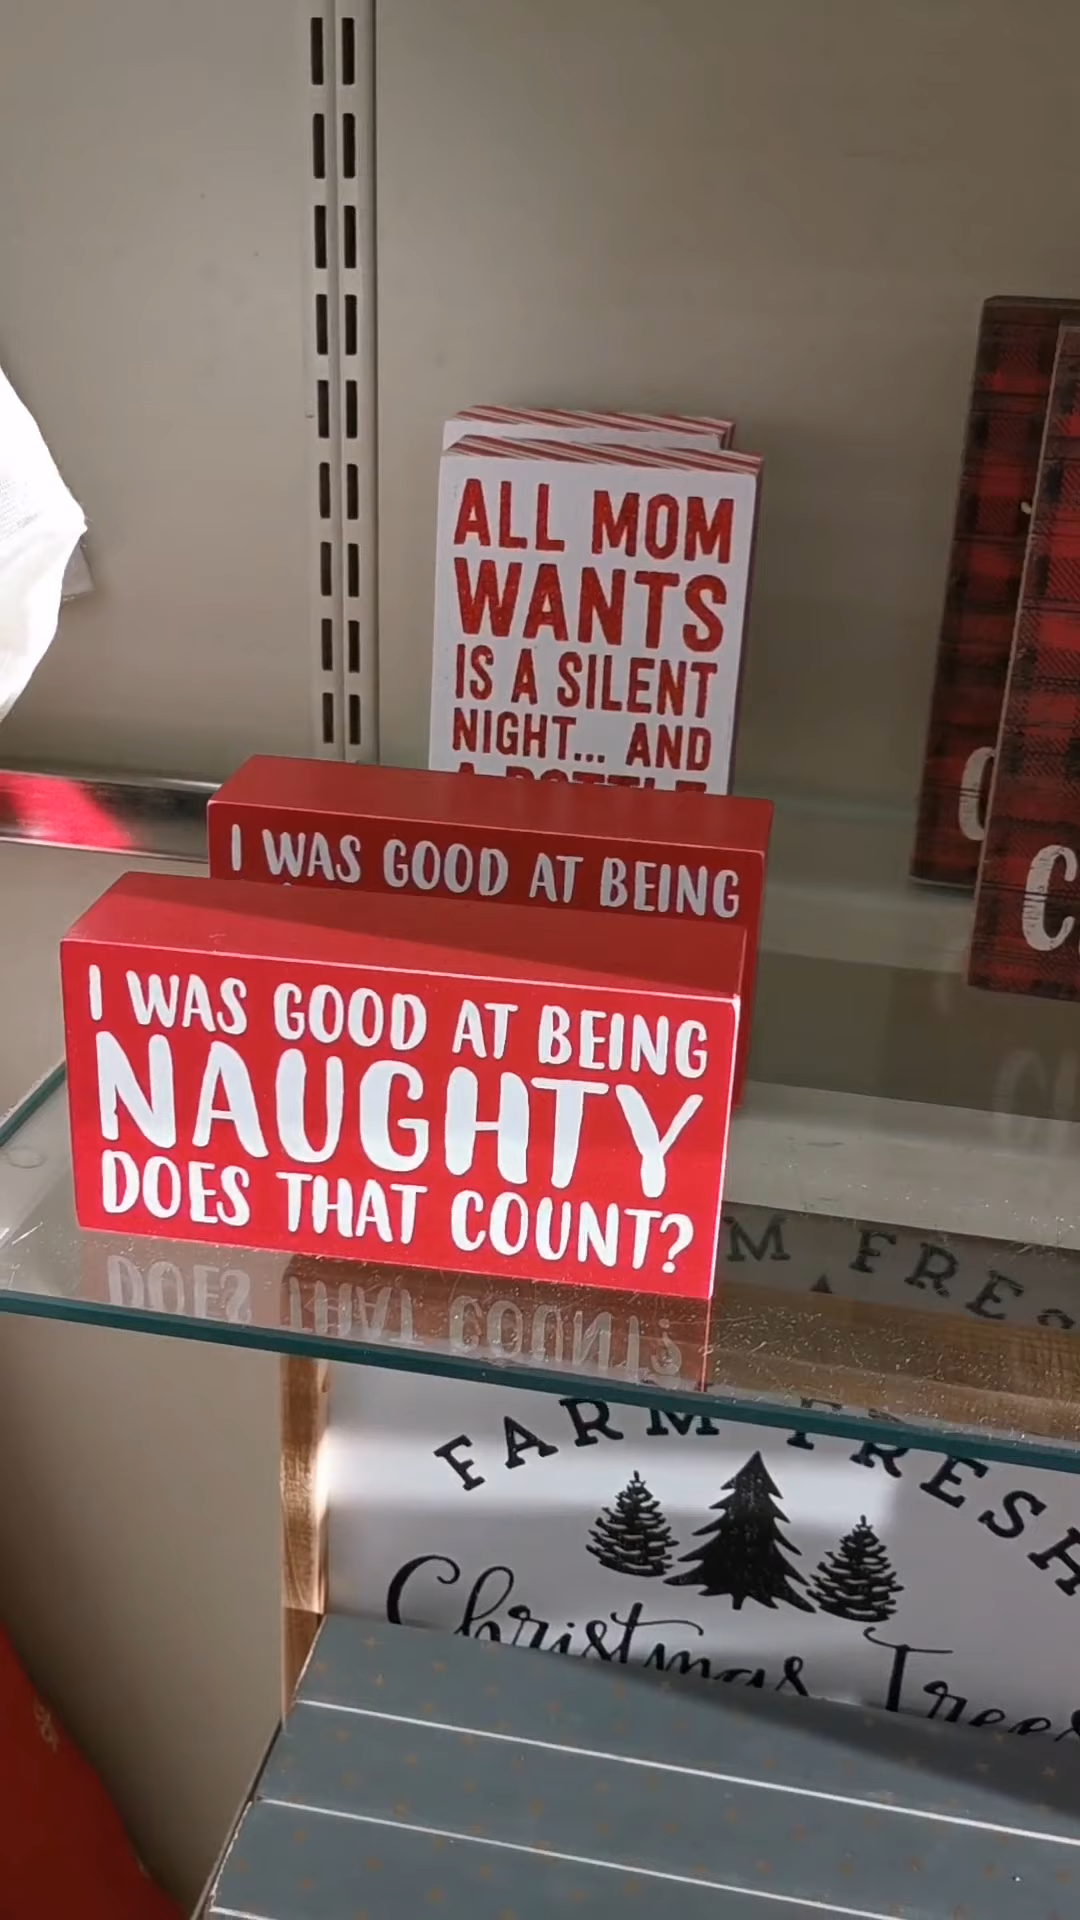 ALL MOM
WANTS
IS A SILENT
NIGHT... AND
A BOTTLE
I WAS GOOD AT BEING
I WAS GOOD AT BEING
NAUGHTY
DOES THAT COUNT?
FARM FRESH
Christmas Trees